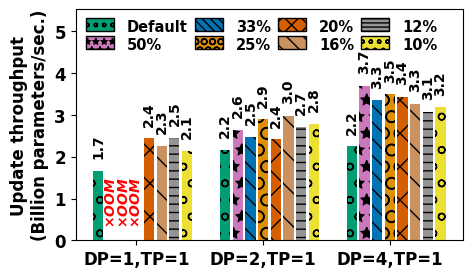 Update throughput
(Billion parameters/sec.)
5
4
3
2
1
0
Default 33% 20% 12%
50% 25% 16% 10%
1.7 ×OOM ×OOM ×OOM 2.4 2.3 2.5 2.1
2.2 2.6 2.5 2.9 2.4 3.0 2.7 2.8
2.2 3.7 3.3 3.5 3.4 3.3 3.1 3.2
DP=1,TP=1 DP=2,TP=1 DP=4,TP=1